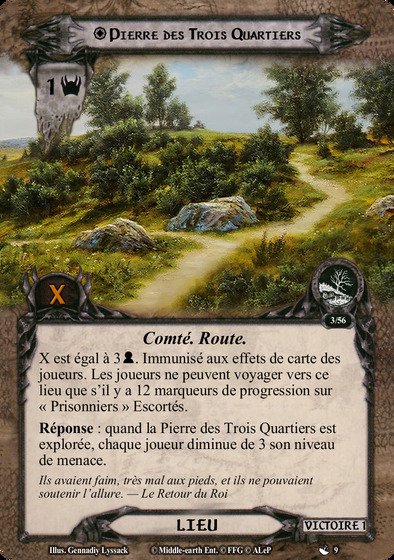 Pierre des Trois Quartiers
1
X
3/56
Comté. Route.
X est égal à 3. Immunisé aux effets de carte des
joueurs. Les joueurs ne peuvent voyager vers ce
lieu que s'il y a 12 marqueurs de progression sur
« Prisonniers » Escortés.
Réponse : quand la Pierre des Trois Quartiers est
explorée, chaque joueur diminue de 3 son niveau
de menace.
Ils avaient faim, très mal aux pieds, et ils ne pouvaient
soutenir l'allure. — Le Retour du Roi
LIEU
VICTOIRE 1
Illus. Gennadiy Lyssack
©Middle-earth Ent. ©FFG ©ALeP
9